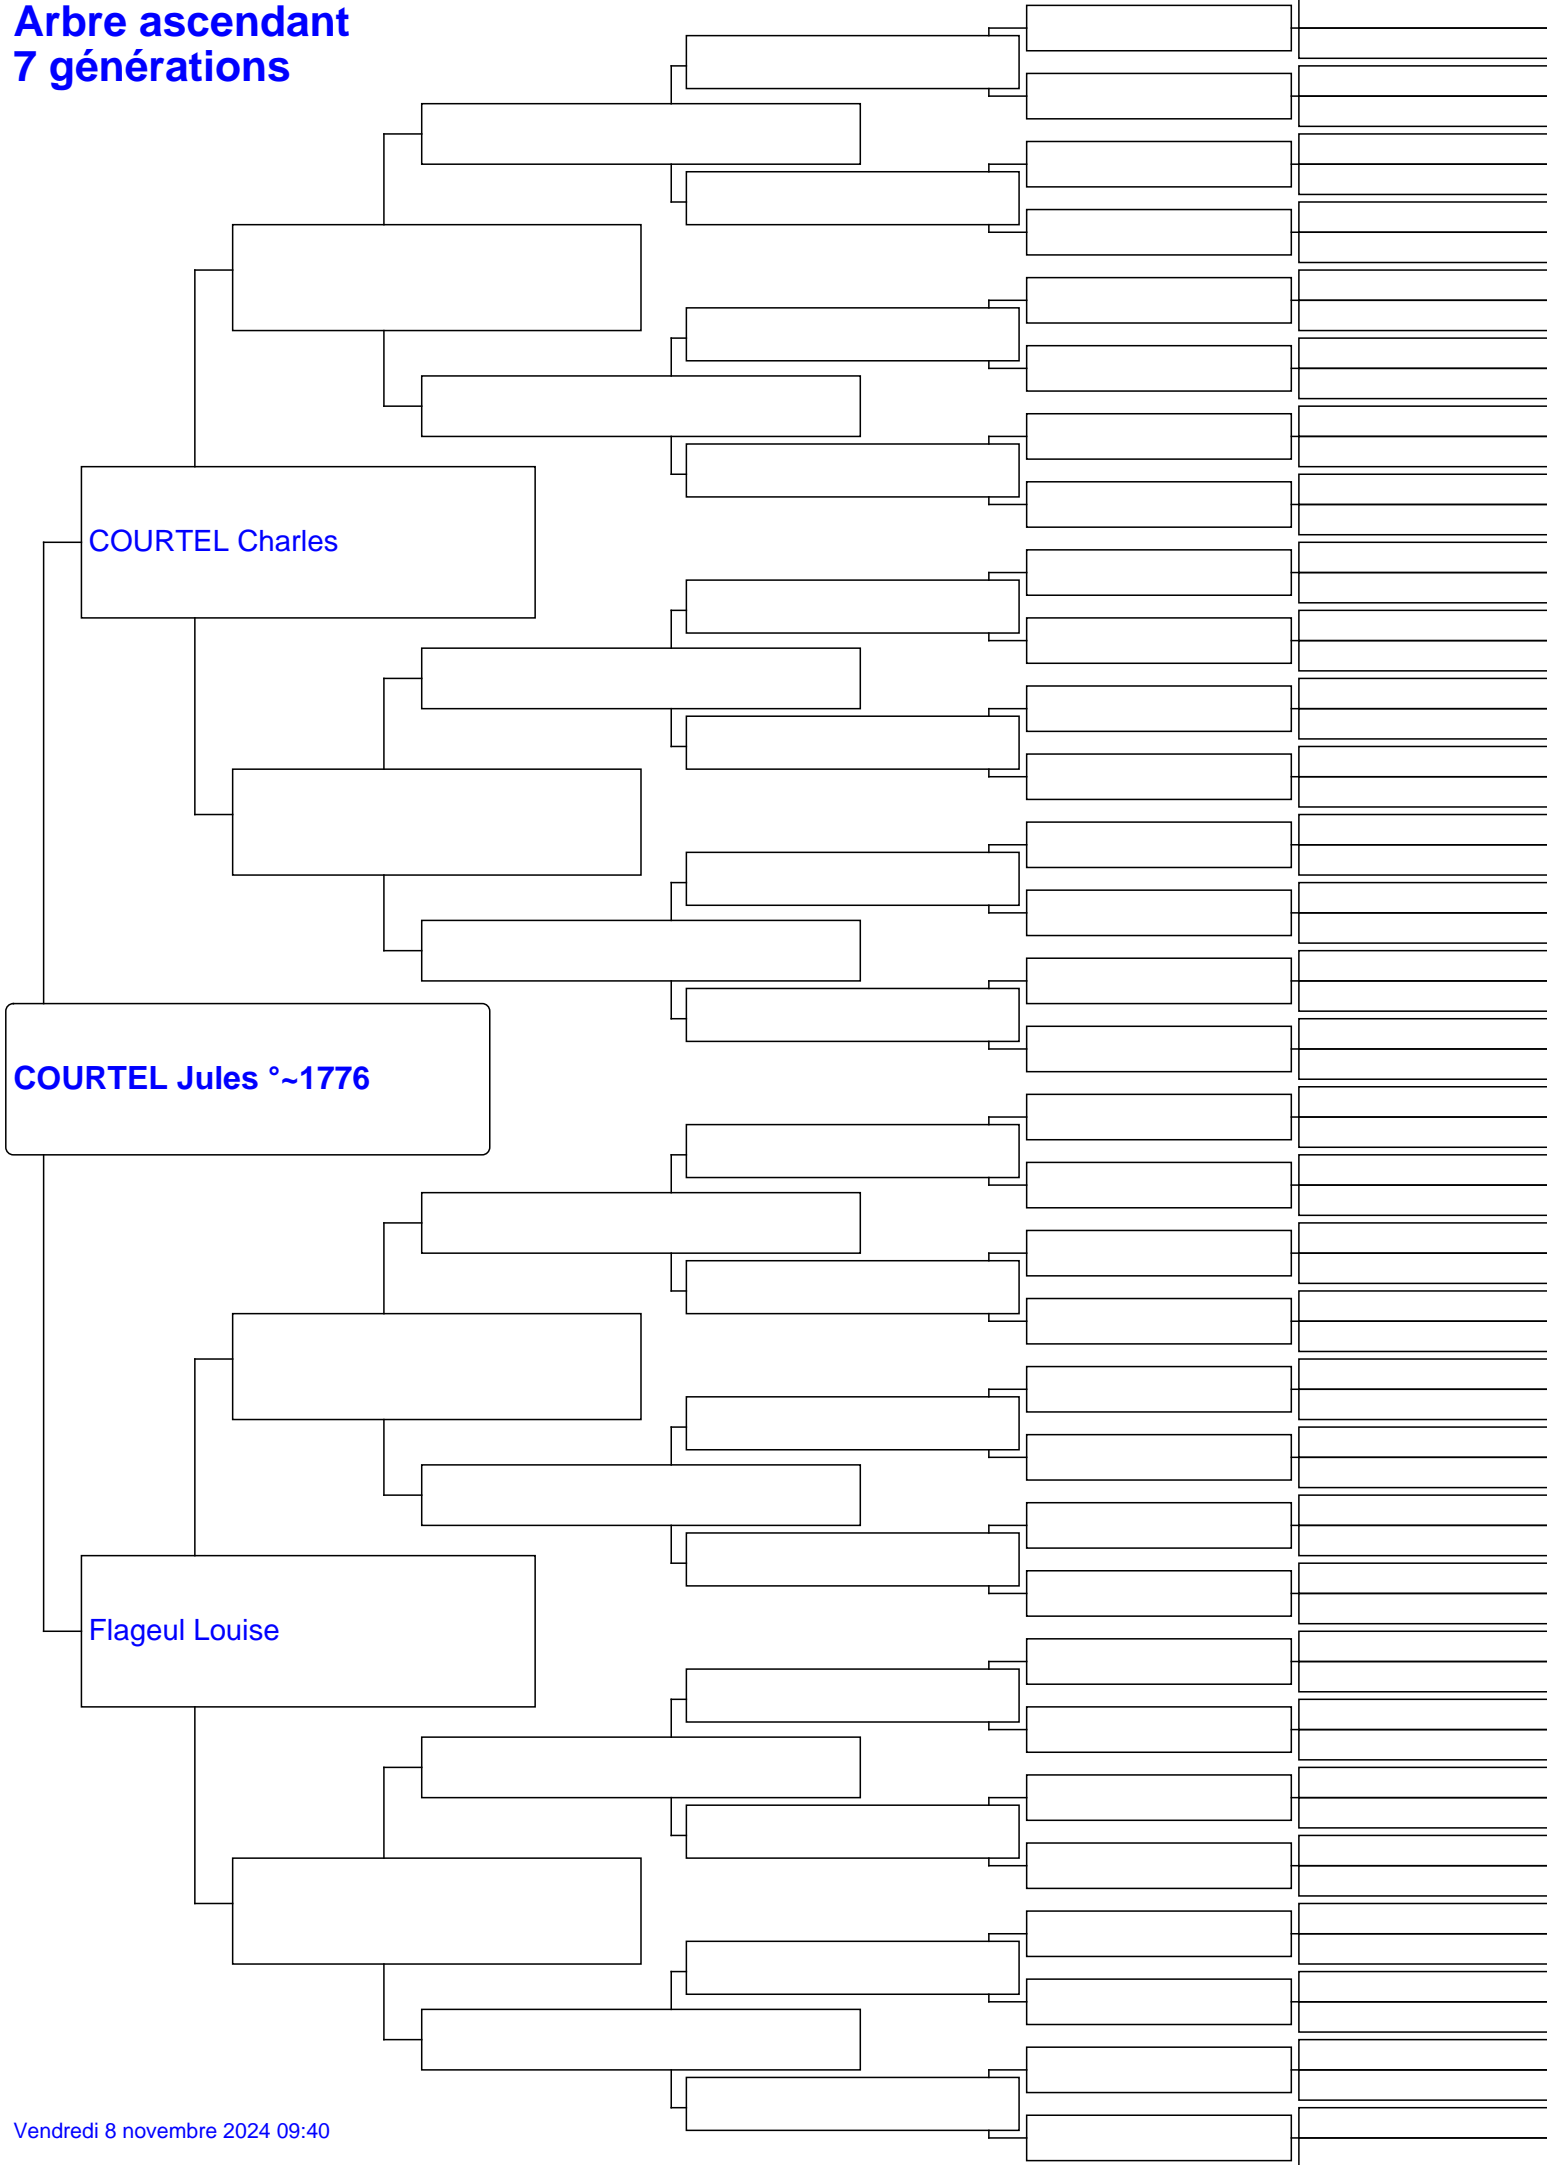 Arbre ascendant
7 générations
COURTEL Charles
COURTEL Jules °~1776
Flageul Louise
Vendredi 8 novembre 2024 09:40